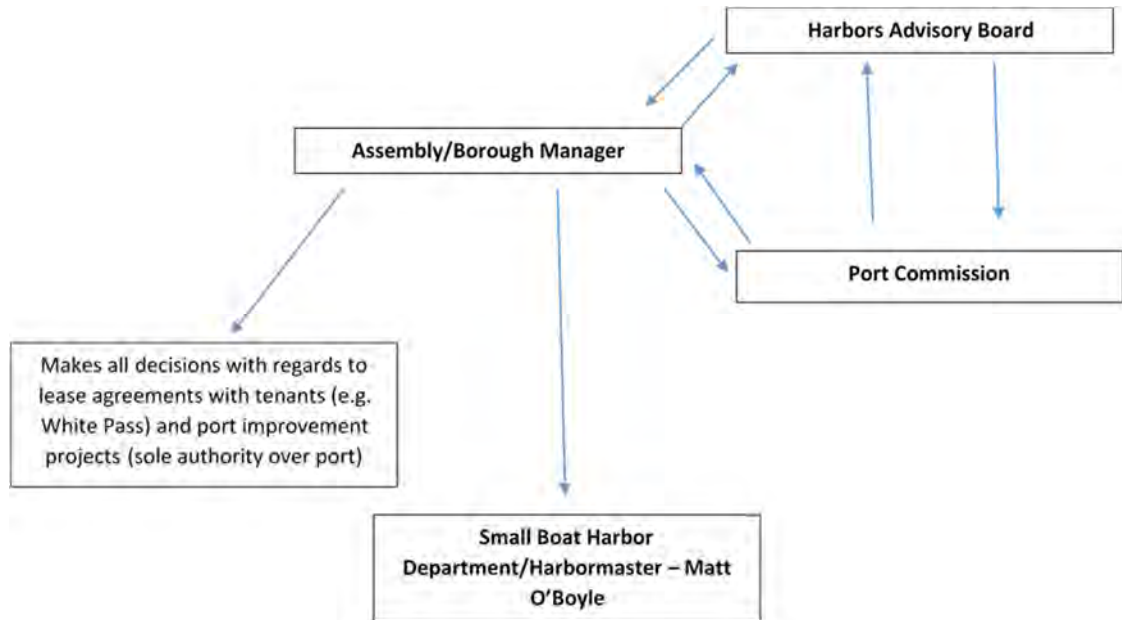 Harbors Advisory Board
Assembly/Borough Manager
Port Commission
Makes all decisions with regards to
lease agreements with tenants (e.g.
White Pass) and port improvement
projects (sole authority over port)
Small Boat Harbor
Department/Harbormaster – Matt
O’Boyle